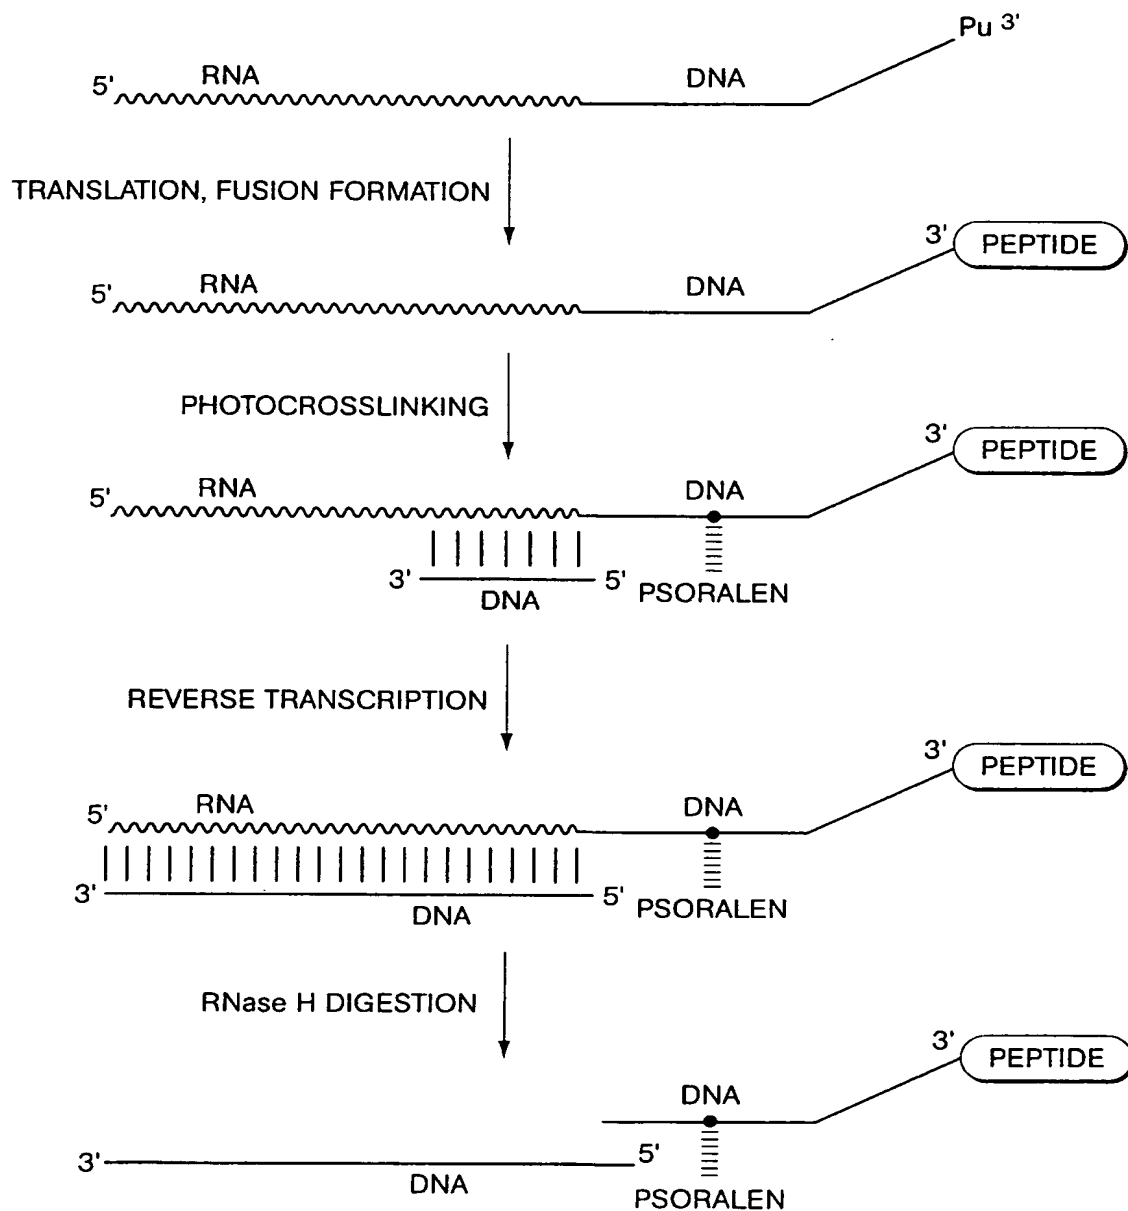 Pu 3'
5' RNA DNA
TRANSLATION, FUSION FORMATION
3' PEPTIDE
5' RNA DNA
PHOTOCROSSLINKING
3' PEPTIDE
5' RNA DNA
3' 5' PSORALEN
DNA
REVERSE TRANSCRIPTION
3' PEPTIDE
5' RNA DNA
3' 5' PSORALEN
DNA
RNase H DIGESTION
3' PEPTIDE
DNA
3' 5'
DNA
PSORALEN